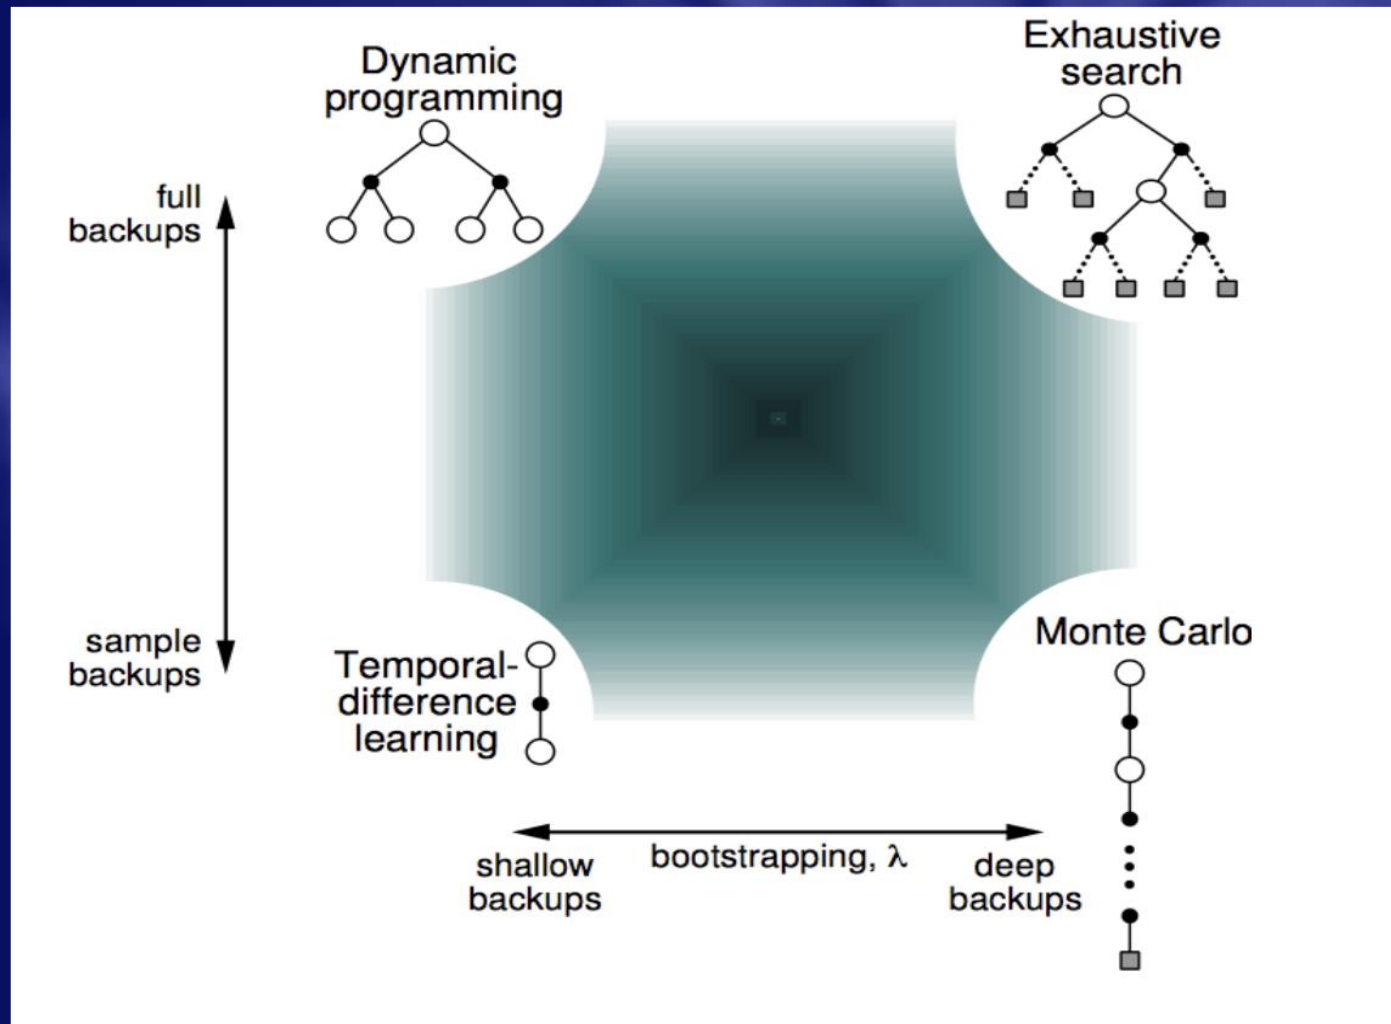 Dynamic
programming
Exhaustive
search
full
backups
sample
backups
Temporal-
difference
learning
Monte Carlo
shallow
backups
bootstrapping, λ
deep
backups